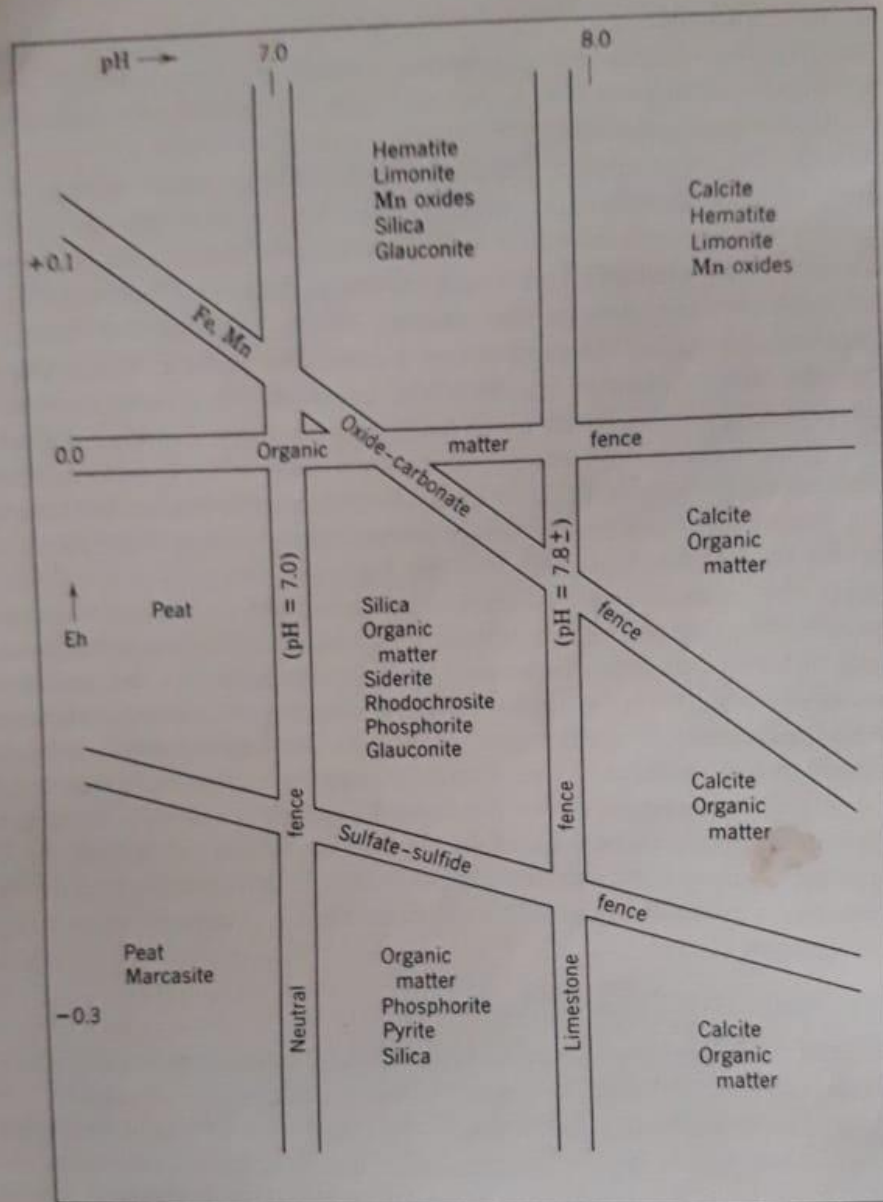 pH →
7.0
8.0
Hematite
Limonite
Mn oxides
Silica
Glauconite
Calcite
Hematite
Limonite
Mn oxides
+0.1
Fe, Mn
Oxide–carbonate
fence
0.0
Organic matter fence
Eh
Peat
(pH = 7.0)
Silica
Organic
matter
Siderite
Rhodochrosite
Phosphorite
Glauconite
(pH = 7.8±)
Calcite
Organic
matter
fence
fence
Calcite
Organic
matter
Sulfate–sulfide
fence
Peat
Marcasite
−0.3
Neutral
Organic
matter
Phosphorite
Pyrite
Silica
Limestone
Calcite
Organic
matter